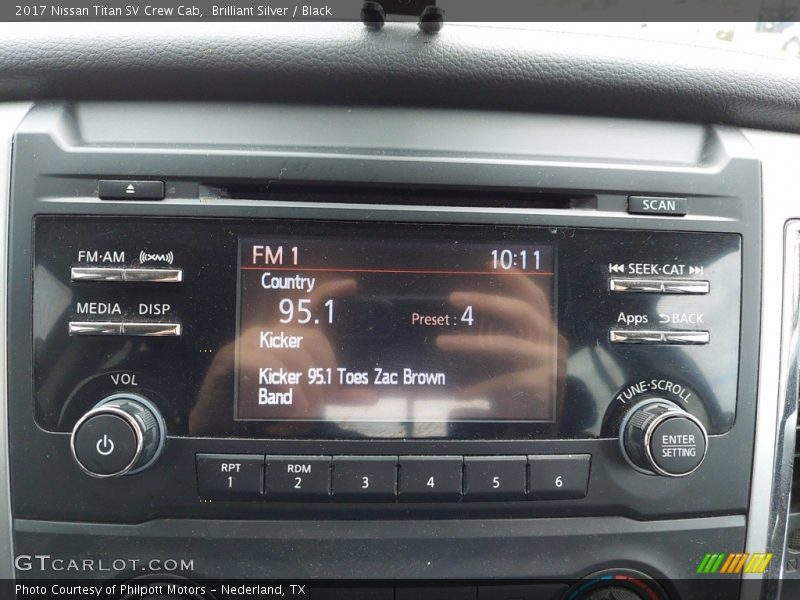 2017 Nissan Titan SV Crew Cab,  Brilliant Silver / Black
SCAN
FM·AM ((XM))
FM 1 10:11
SEEK·CAT
Country
MEDIA DISP
95.1 Preset : 4
Apps BACK
Kicker
Kicker 95.1 Toes Zac Brown
Band
VOL
TUNE·SCROLL
ENTER
SETTING
RPT
1
RDM
2
3
4
5
6
GTCARLOT.COM
Photo Courtesy of Philpott Motors - Nederland, TX